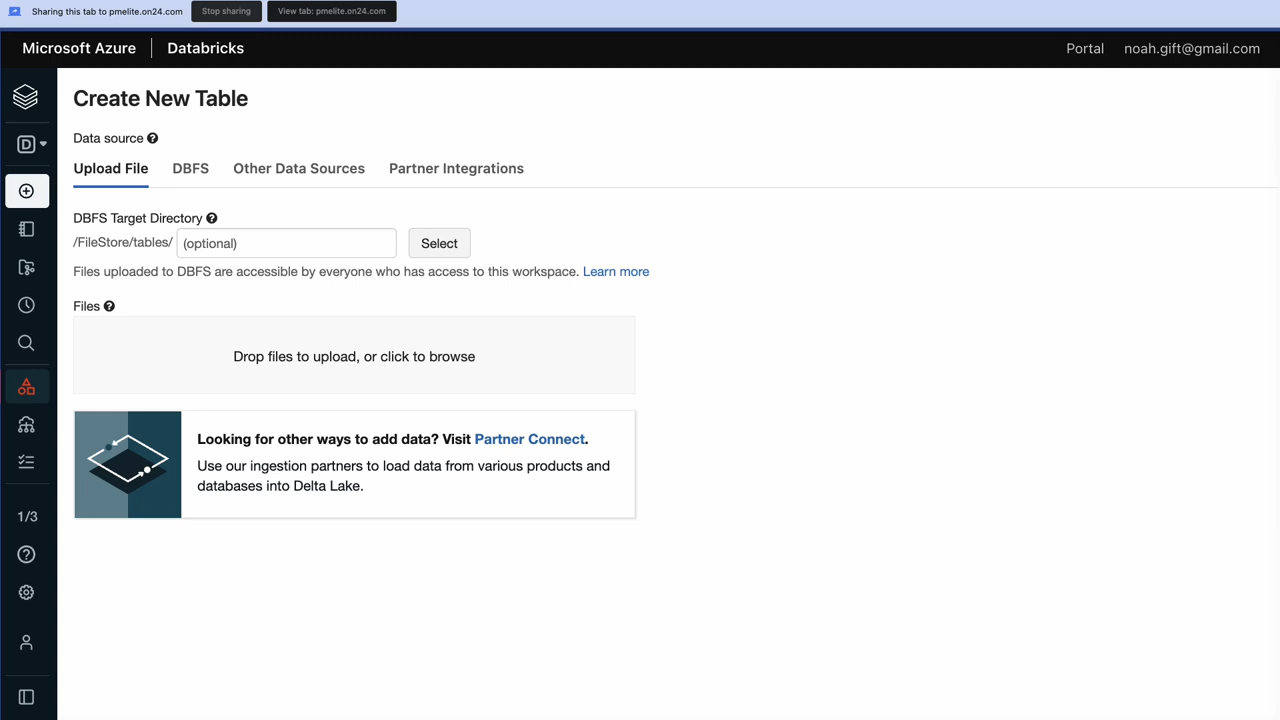 Sharing this tab to pmelite.on24.com Stop sharing View tab: pmelite.on24.com
Microsoft Azure Databricks Portal noah.gift@gmail.com
Create New Table
Data source
Upload File DBFS Other Data Sources Partner Integrations
DBFS Target Directory
/FileStore/tables/ (optional) Select
Files uploaded to DBFS are accessible by everyone who has access to this workspace. Learn more
Files
Drop files to upload, or click to browse
Looking for other ways to add data? Visit Partner Connect.
Use our ingestion partners to load data from various products and
databases into Delta Lake.
D
1/3